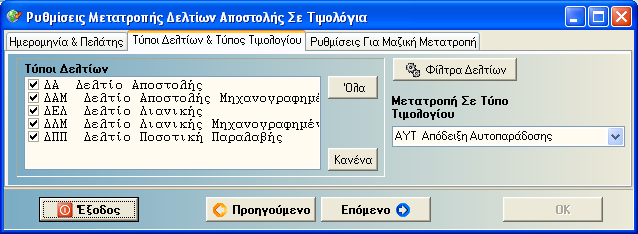 Ρυθμίσεις Μετατροπής Δελτίων Αποστολής Σε Τιμολόγια
Ημερομηνία & Πελάτης Τύποι Δελτίων & Τύπος Τιμολογίου Ρυθμίσεις Για Μαζική Μετατροπή
Τύποι Δελτίων
ΔΑ Δελτίο Αποστολής
ΔΑΜ Δελτίο Αποστολής Μηχανογραφημέ
ΔΕΛ Δελτίο Λιανικής
ΔΛΜ Δελτίο Λιανικής Μηχανογραφημέν
ΔΠΠ Δελτίο Ποσοτική Παραλαβής
Όλα
Κανένα
Φίλτρα Δελτίων
Μετατροπή Σε Τύπο
Τιμολογίου
ΑΥΤ Απόδειξη Αυτοπαράδοσης
Έξοδος Προηγούμενο Επόμενο OK